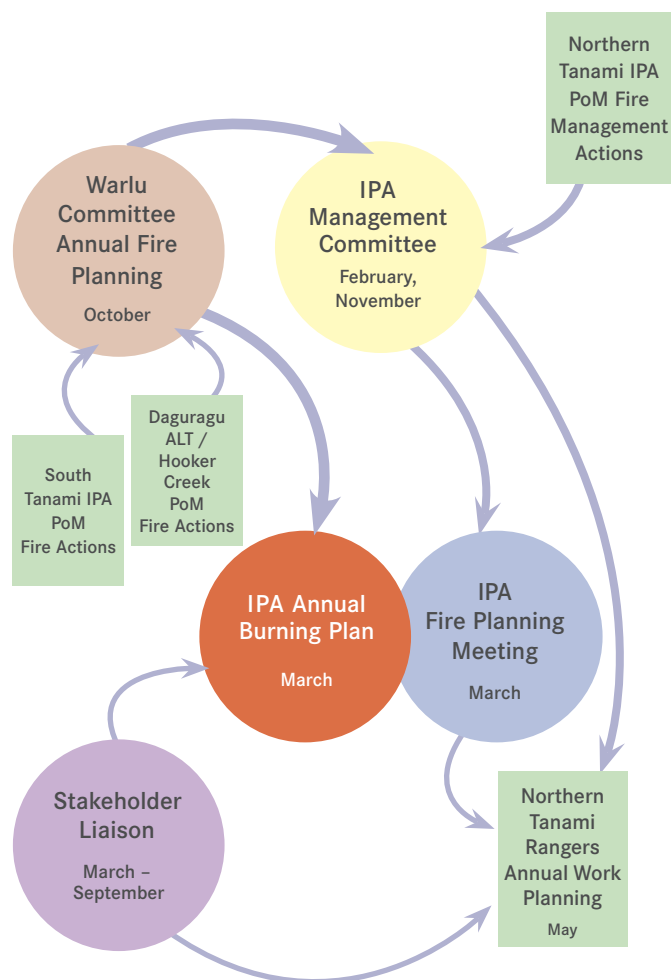 Northern
Tanami IPA
PoM Fire
Management
Actions
Warlu
Committee
Annual Fire
Planning
October
IPA
Management
Committee
February,
November
South
Tanami IPA
PoM
Fire Actions
Daguragu
ALT /
Hooker
Creek
PoM
Fire Actions
IPA Annual
Burning Plan
March
IPA
Fire Planning
Meeting
March
Stakeholder
Liaison
March –
September
Northern
Tanami
Rangers
Annual Work
Planning
May